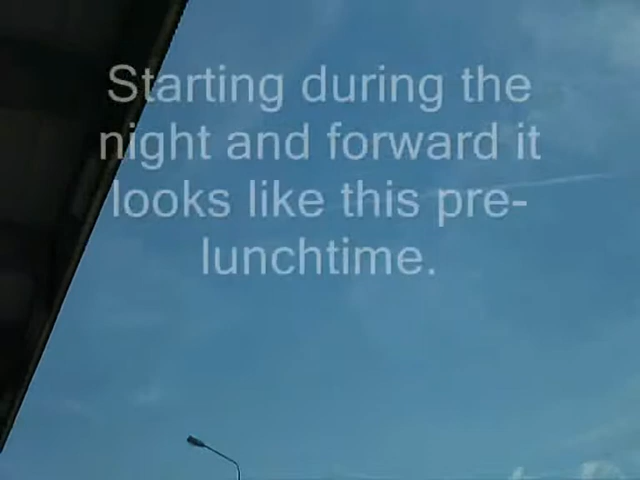 Starting during the
night and forward it
looks like this pre-
lunchtime.